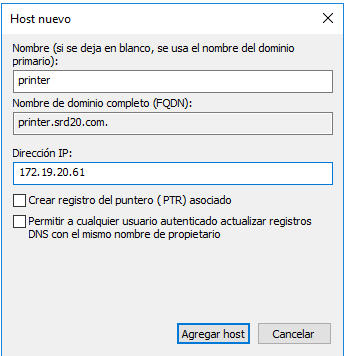 Host nuevo
Nombre (si se deja en blanco, se usa el nombre del dominio
primario):
printer
Nombre de dominio completo (FQDN):
printer.srd20.com.
Dirección IP:
172.19.20.61
Crear registro del puntero (PTR) asociado
Permitir a cualquier usuario autenticado actualizar registros
DNS con el mismo nombre de propietario
Agregar host
Cancelar